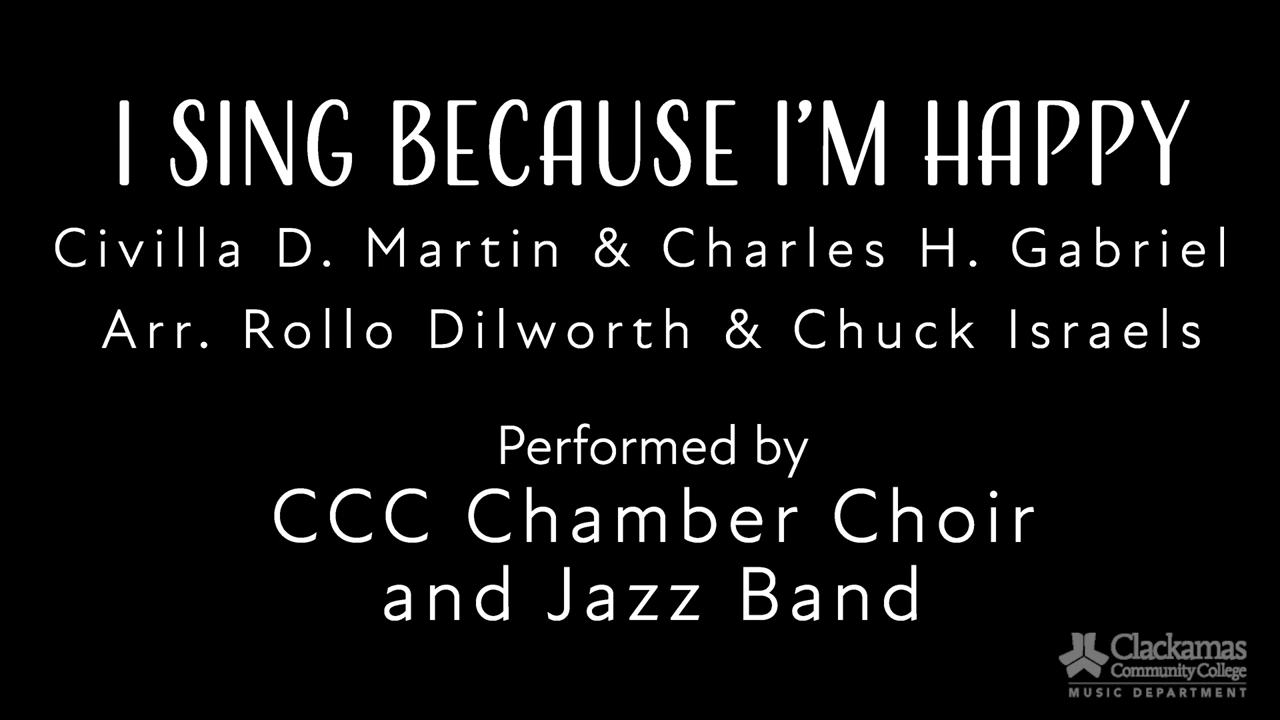 I SING BECAUSE I'M HAPPY
Civilla D. Martin & Charles H. Gabriel
Arr. Rollo Dilworth & Chuck Israels
Performed by
CCC Chamber Choir
and Jazz Band
Clackamas
Community College
MUSIC DEPARTMENT